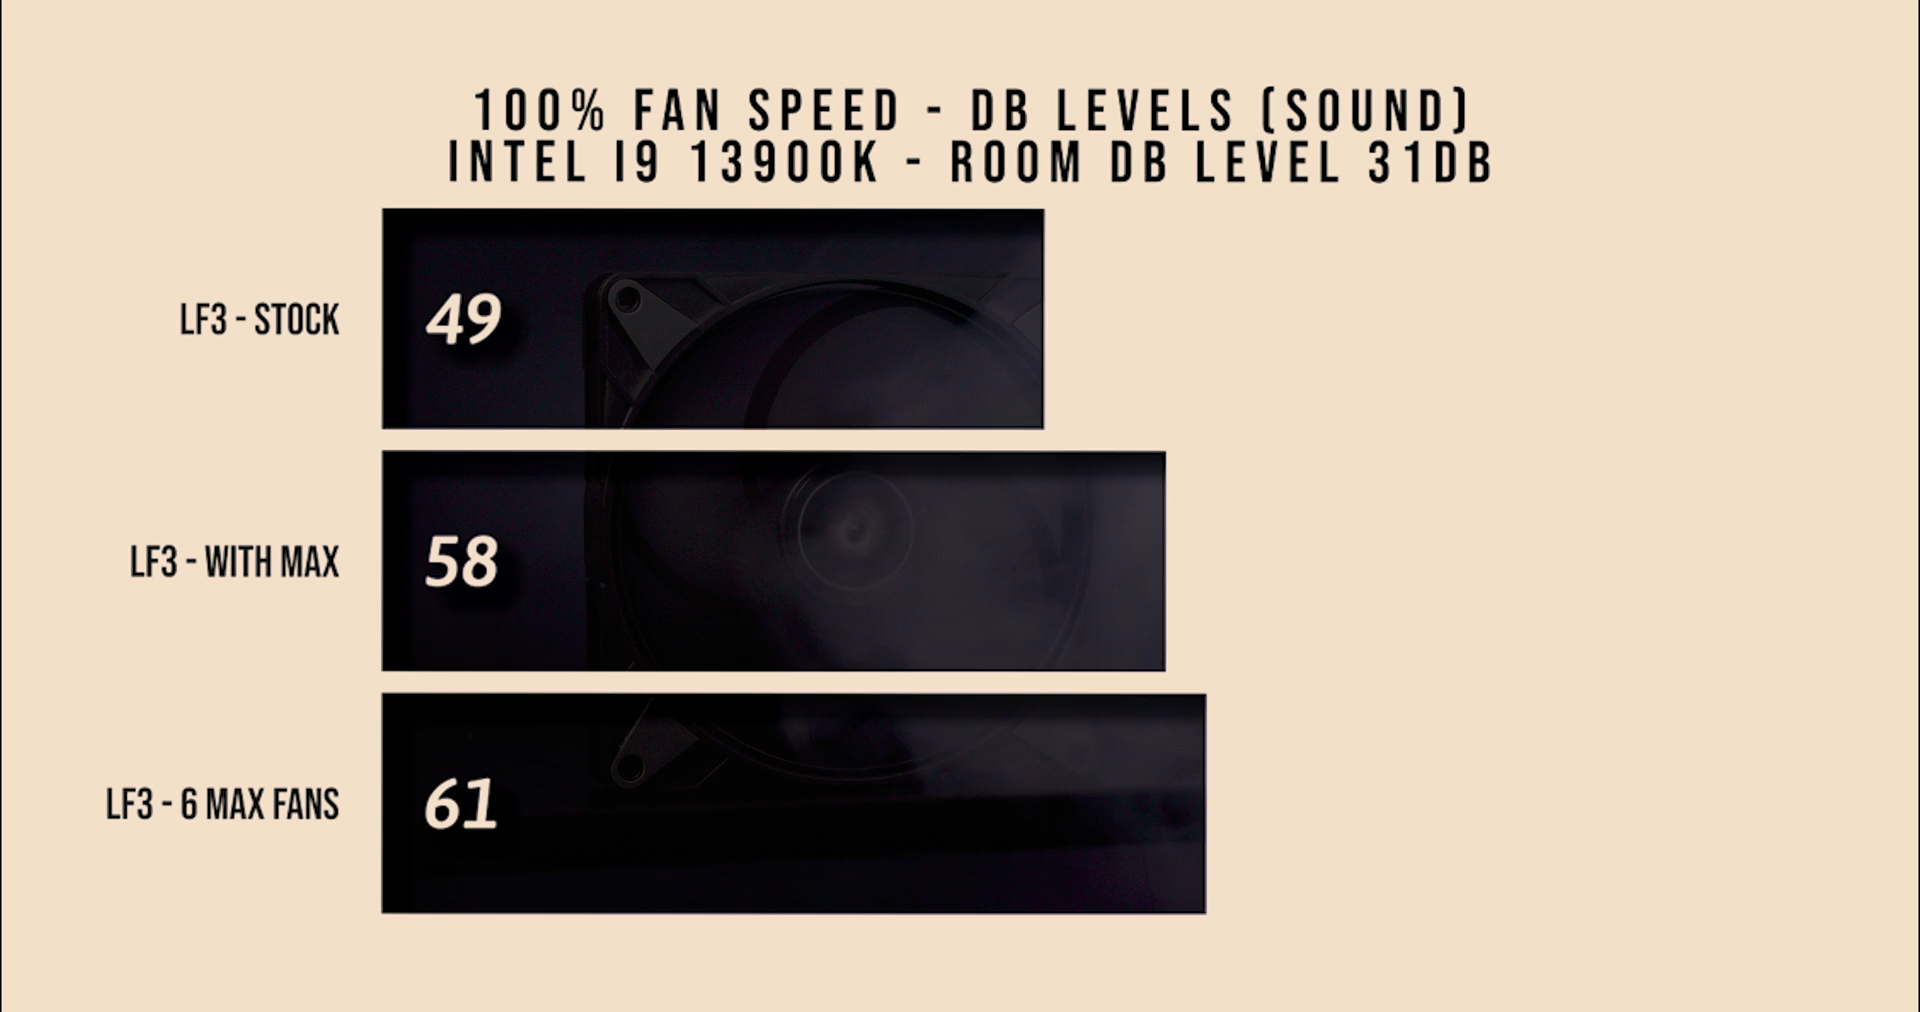 100% FAN SPEED - DB LEVELS (SOUND)
INTEL I9 13900K - ROOM DB LEVEL 31DB
LF3 - STOCK
49
LF3 - WITH MAX
58
LF3 - 6 MAX FANS
61